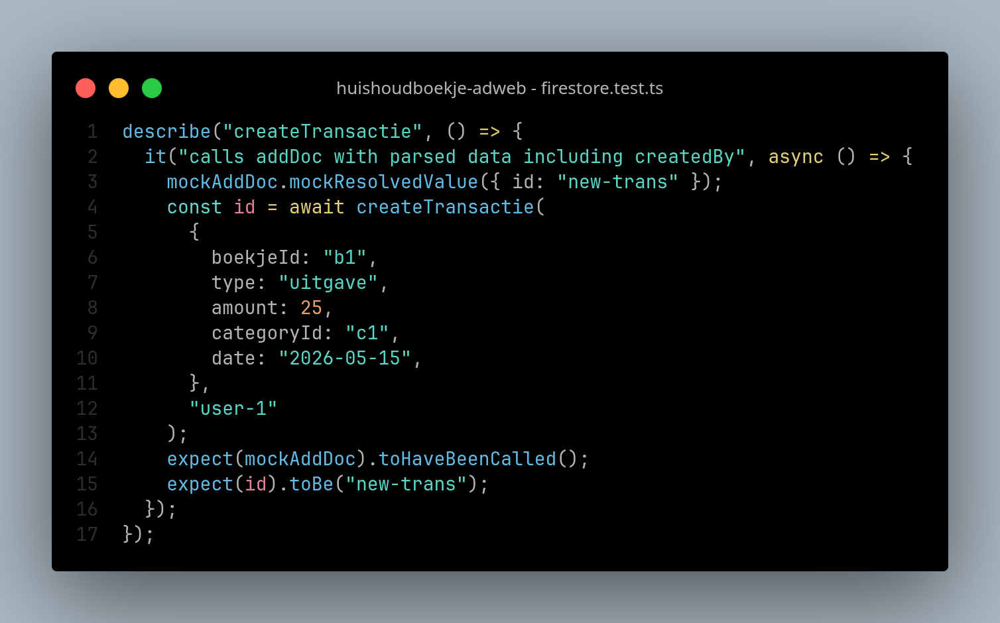 huishoudboekje-adweb - firestore.test.ts
1 describe("createTransactie", () => {
2   it("calls addDoc with parsed data including createdBy", async () => {
3     mockAddDoc.mockResolvedValue({ id: "new-trans" });
4     const id = await createTransactie(
5       {
6         boekjeId: "b1",
7         type: "uitgave",
8         amount: 25,
9         categoryId: "c1",
10         date: "2026-05-15",
11       },
12       "user-1"
13     );
14     expect(mockAddDoc).toHaveBeenCalled();
15     expect(id).toBe("new-trans");
16   });
17 });